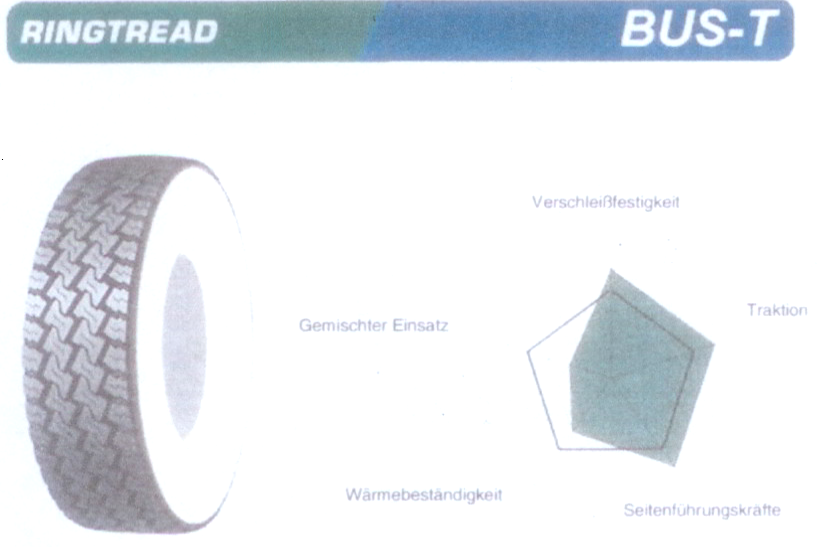 RINGTREAD
BUS-T
Verschleißfestigkeit
Traktion
Gemischter Einsatz
Wärmebeständigkeit
Seitenführungskräfte